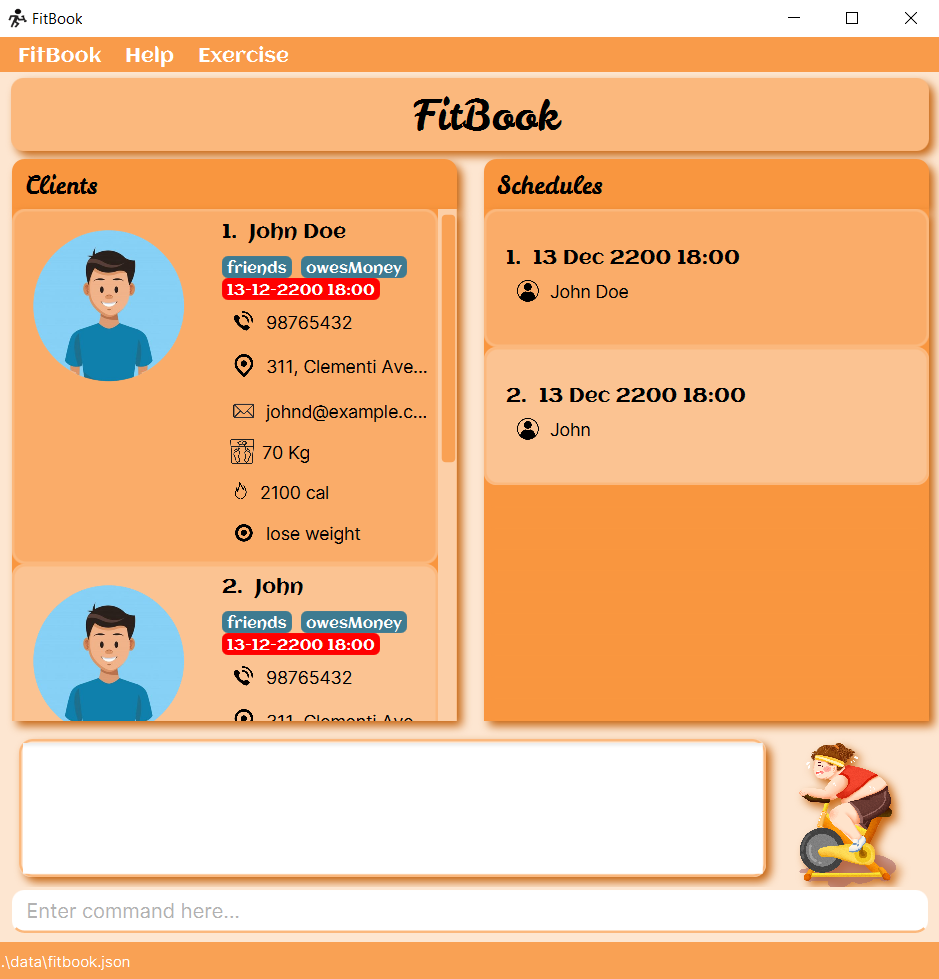 FitBook
FitBook Help Exercise
FitBook
Clients
1. John Doe
friends owesMoney
13-12-2200 18:00
98765432
311, Clementi Ave...
johnd@example.c...
70 Kg
2100 cal
lose weight
2. John
friends owesMoney
13-12-2200 18:00
98765432
311, Clementi Ave...
Schedules
1. 13 Dec 2200 18:00
John Doe
2. 13 Dec 2200 18:00
John
Enter command here...
.\data\fitbook.json